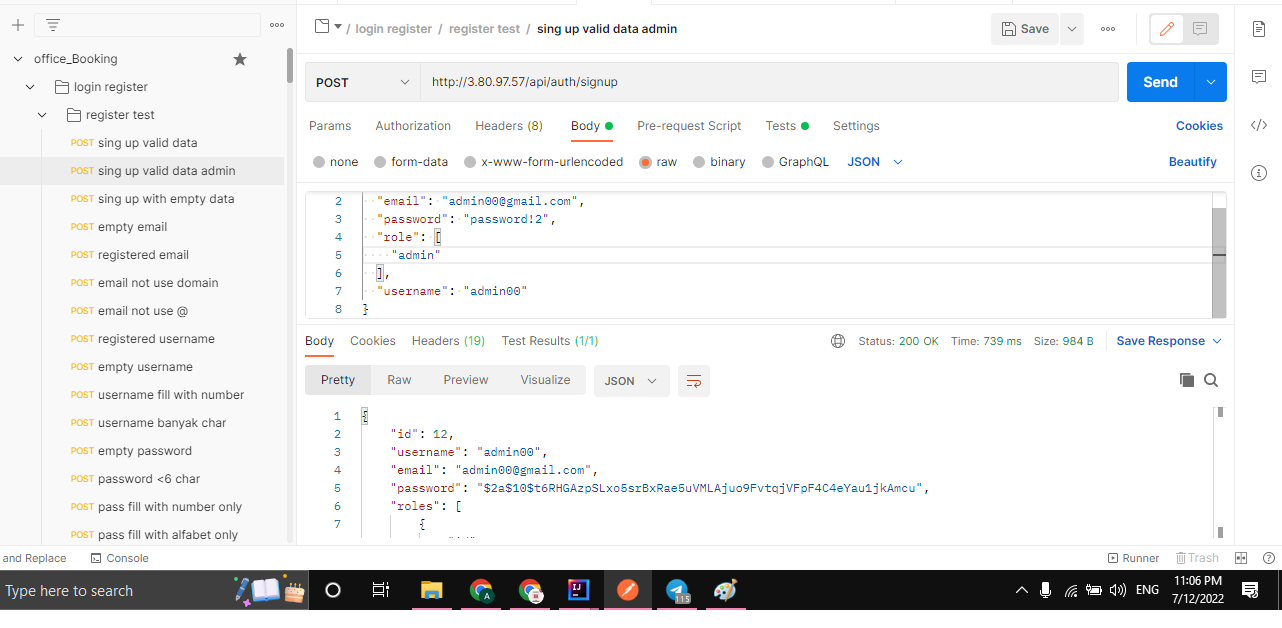 / login register / register test / sing up valid data admin
Save
office_Booking
login register
register test
POST sing up valid data
POST sing up valid data admin
POST sing up with empty data
POST empty email
POST registered email
POST email not use domain
POST email not use @
POST registered username
POST empty username
POST username fill with number
POST username banyak char
POST empty password
POST password <6 char
POST pass fill with number only
POST pass fill with alfabet only
POST
http://3.80.97.57/api/auth/signup
Send
Params Authorization Headers (8) Body Pre-request Script Tests Settings Cookies
none form-data x-www-form-urlencoded raw binary GraphQL JSON Beautify
2 "email": "admin00@gmail.com",
3 "password": "password!2",
4 "role": [
5 "admin"
6 ],
7 "username": "admin00"
8 }
Body Cookies Headers (19) Test Results (1/1) Status: 200 OK Time: 739 ms Size: 984 B Save Response
Pretty Raw Preview Visualize JSON
1 {
2 "id": 12,
3 "username": "admin00",
4 "email": "admin00@gmail.com",
5 "password": "$2a$10$t6RHGAzpSLxo5srBxRae5uVMLAjuo9FvtqjVFpF4C4eYau1jkAmcu",
6 "roles": [
7 {
and Replace Console Runner Trash
Type here to search
A
115
ENG
11:06 PM
7/12/2022